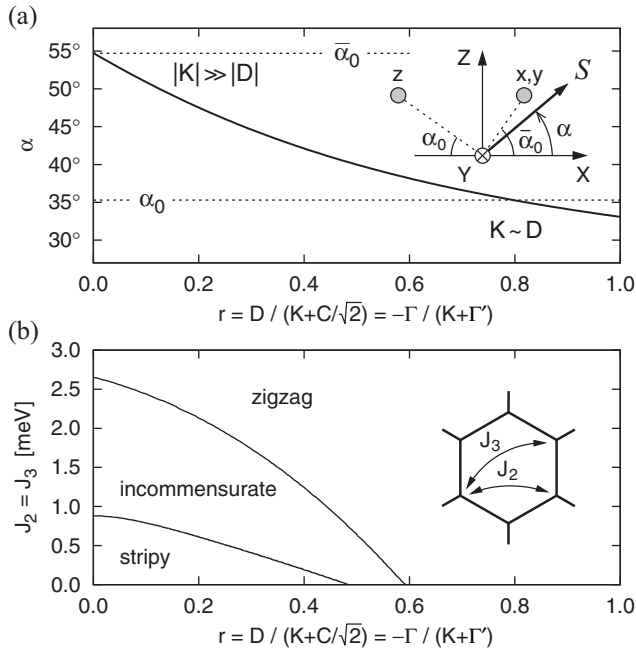 (a)
55°
50°
45°
40°
35°
30°
α
|K| ≫ |D|
ᾱ₀
α₀
K ~ D
z
Z
x,y
S
α₀
ᾱ₀
α
Y
X
0.0 0.2 0.4 0.6 0.8 1.0
r = D / (K+C/√2) = −Γ / (K+Γ′)
(b)
3.0
2.5
2.0
1.5
1.0
0.5
0.0
J₂ = J₃ [meV]
zigzag
incommensurate
stripy
J₃
J₂
0.0 0.2 0.4 0.6 0.8 1.0
r = D / (K+C/√2) = −Γ / (K+Γ′)